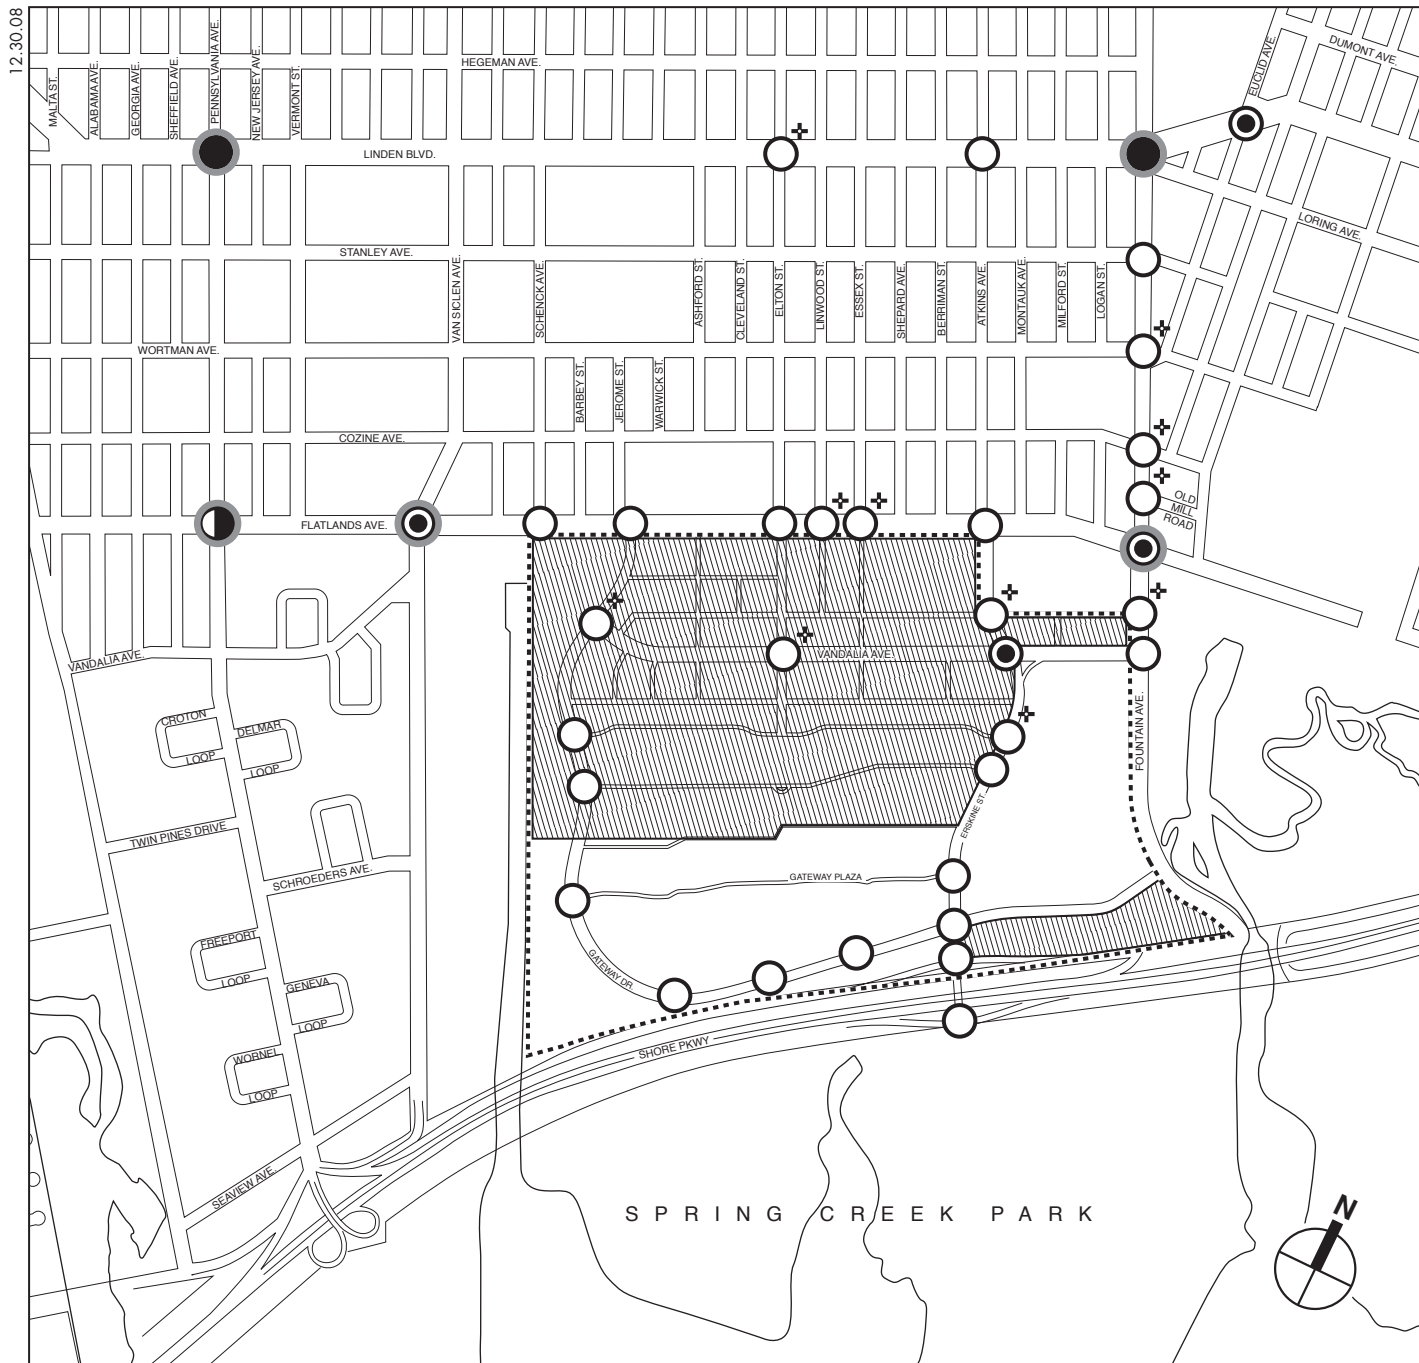 12.30.08
MALTA ST.
ALABAMA AVE.
GEORGIA AVE.
SHEFFIELD AVE.
PENNSYLVANIA AVE.
NEW JERSEY AVE.
VERMONT ST.
HEGEMAN AVE.
EUCLID AVE.
DUMONT AVE.
LINDEN BLVD.
LORING AVE.
STANLEY AVE.
VAN SICLEN AVE.
SCHENCK AVE.
ASHFORD ST.
CLEVELAND ST.
ELTON ST.
LINWOOD ST.
ESSEX ST.
SHEPARD AVE.
BERRIMAN ST.
ATKINS AVE.
MONTAUK AVE.
MILFORD ST.
LOGAN ST.
WORTMAN AVE.
BARBEY ST.
JEROME ST.
WARWICK ST.
COZINE AVE.
OLD
MILL
ROAD
FLATLANDS AVE.
VANDALIA AVE.
VANDALIA AVE.
FOUNTAIN AVE.
CROTON
LOOP
DELMAR
LOOP
ERSKINE ST.
TWIN PINES DRIVE
SCHROEDERS AVE.
GATEWAY PLAZA
FREEPORT
LOOP
GENEVA
LOOP
GATEWAY DR.
SHORE PKWY
WORNEL
LOOP
SEAVIEW AVE.
SPRING CREEK PARK
N